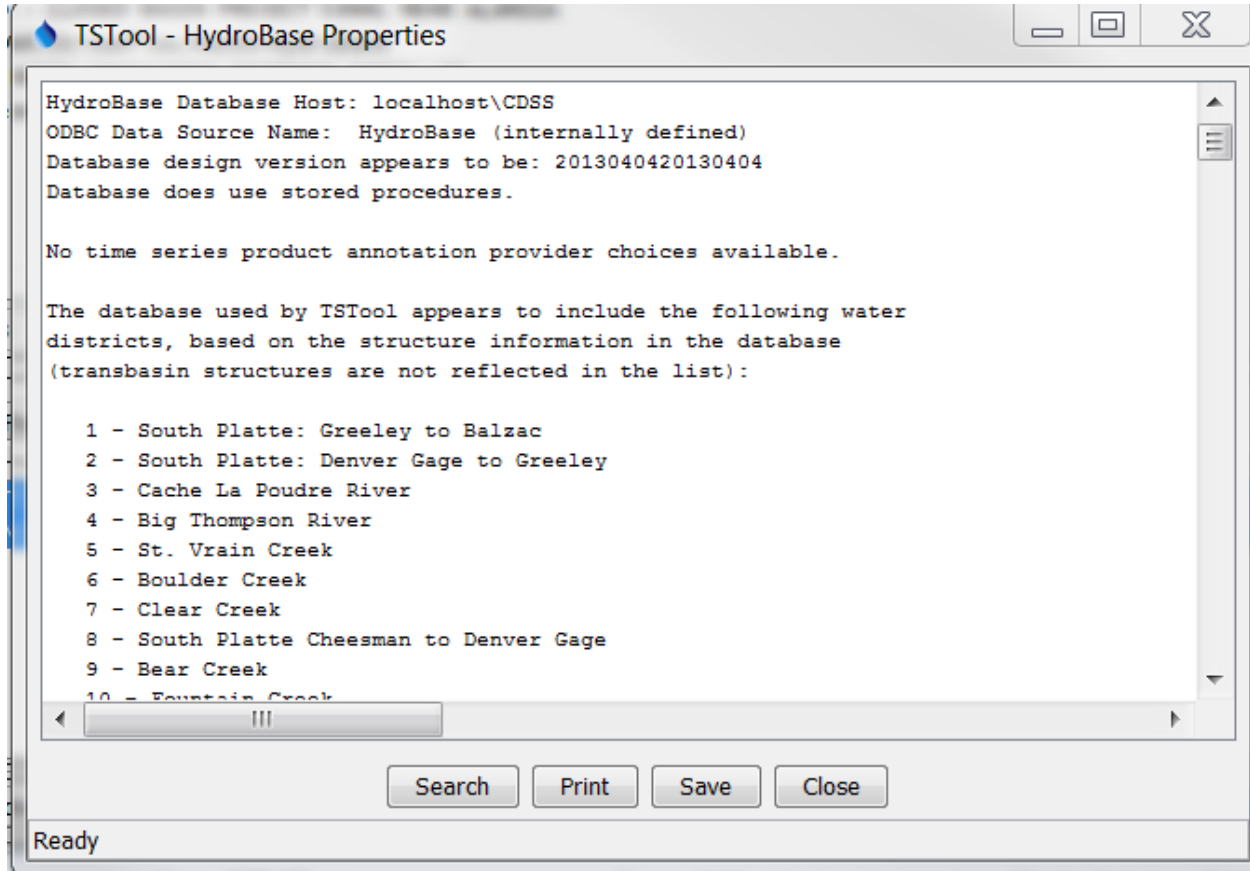 TSTool - HydroBase Properties
HydroBase Database Host: localhost\CDSS
ODBC Data Source Name:  HydroBase (internally defined)
Database design version appears to be: 2013040420130404
Database does use stored procedures.
No time series product annotation provider choices available.
The database used by TSTool appears to include the following water
districts, based on the structure information in the database
(transbasin structures are not reflected in the list):
1 - South Platte: Greeley to Balzac
2 - South Platte: Denver Gage to Greeley
3 - Cache La Poudre River
4 - Big Thompson River
5 - St. Vrain Creek
6 - Boulder Creek
7 - Clear Creek
8 - South Platte Cheesman to Denver Gage
9 - Bear Creek
10 - Fountain Creek
Search Print Save Close
Ready